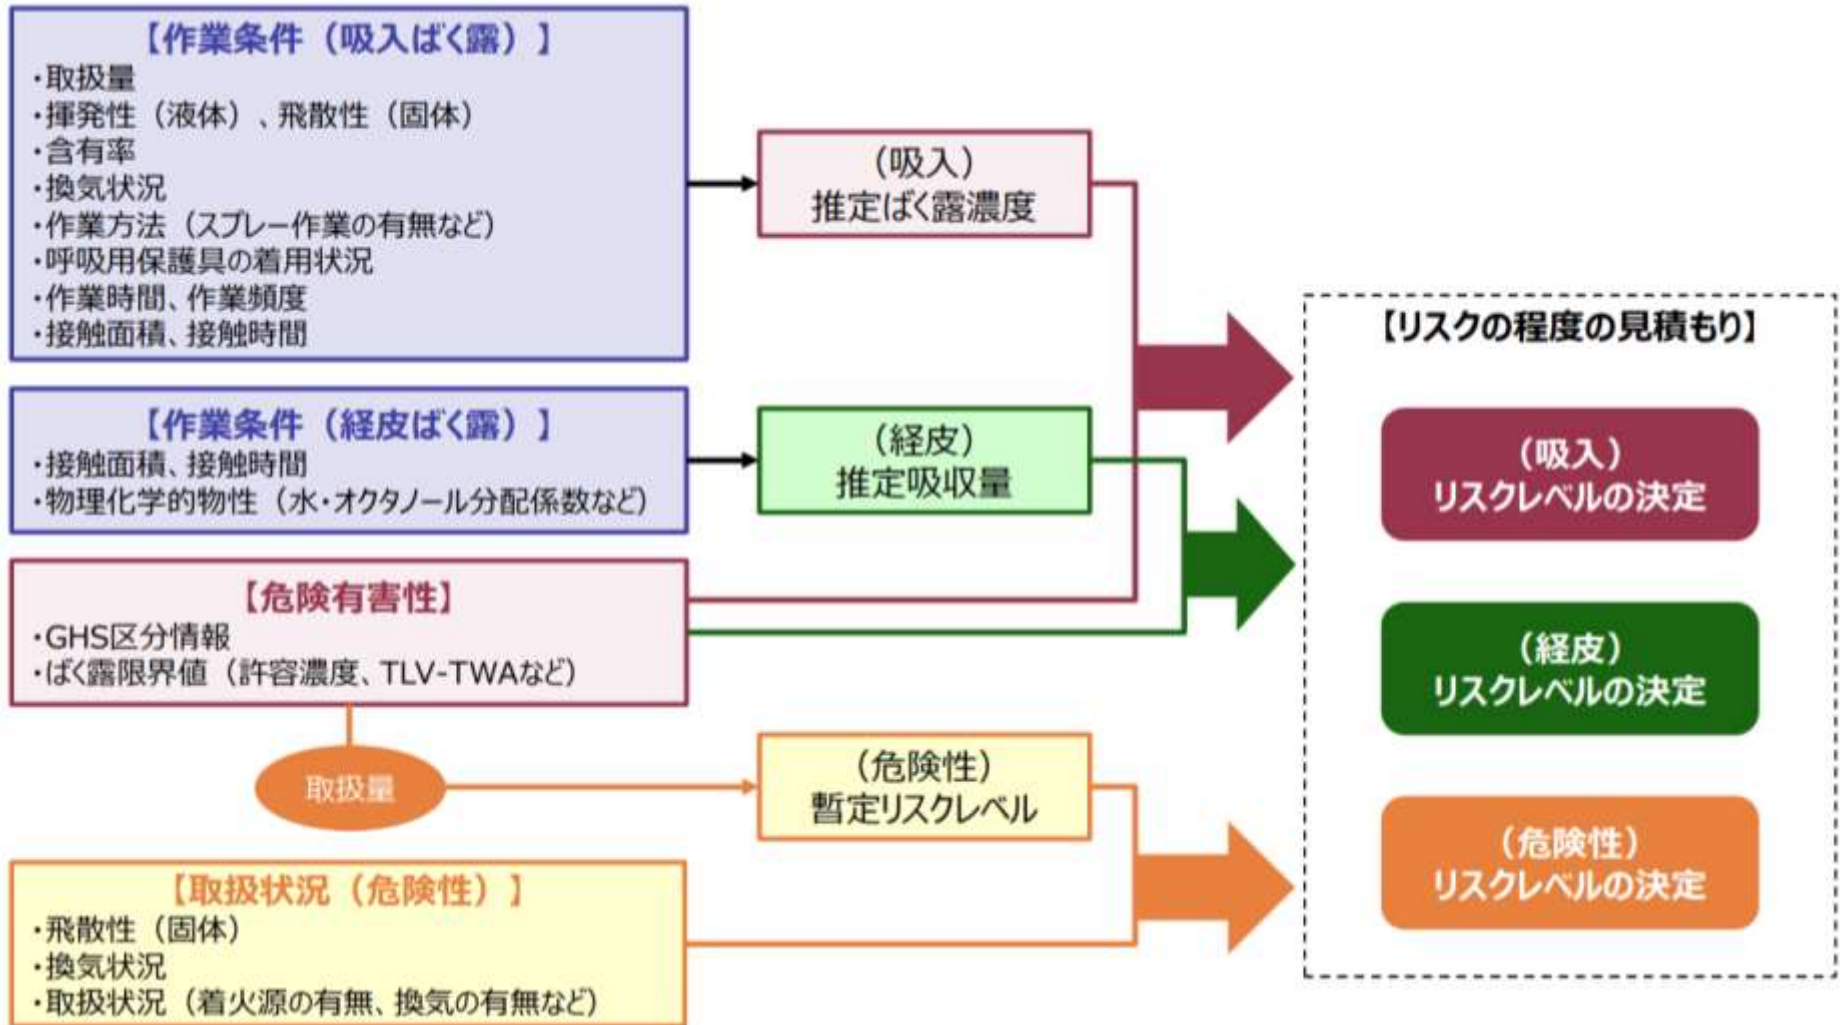 【作業条件（吸入ばく露）】
・取扱量
・揮発性（液体）、飛散性（固体）
・含有率
・換気状況
・作業方法（スプレー作業の有無など）
・呼吸用保護具の着用状況
・作業時間、作業頻度
・接触面積、接触時間
（吸入）
推定ばく露濃度
【作業条件（経皮ばく露）】
・接触面積、接触時間
・物理化学的物性（水・オクタノール分配係数など）
（経皮）
推定吸収量
【危険有害性】
・GHS区分情報
・ばく露限界値（許容濃度、TLV-TWAなど）
取扱量
（危険性）
暫定リスクレベル
【取扱状況（危険性）】
・飛散性（固体）
・換気状況
・取扱状況（着火源の有無、換気の有無など）
【リスクの程度の見積もり】
（吸入）
リスクレベルの決定
（経皮）
リスクレベルの決定
（危険性）
リスクレベルの決定